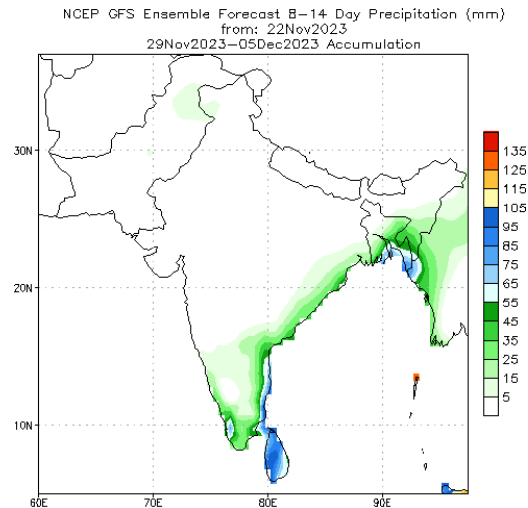 NCEP GFS Ensemble Forecast 8-14 Day Precipitation (mm)
from: 22Nov2023
29Nov2023-05Dec2023 Accumulation
30N
20N
10N
60E
70E
80E
90E
135
125
115
105
95
85
75
65
55
45
35
25
15
5